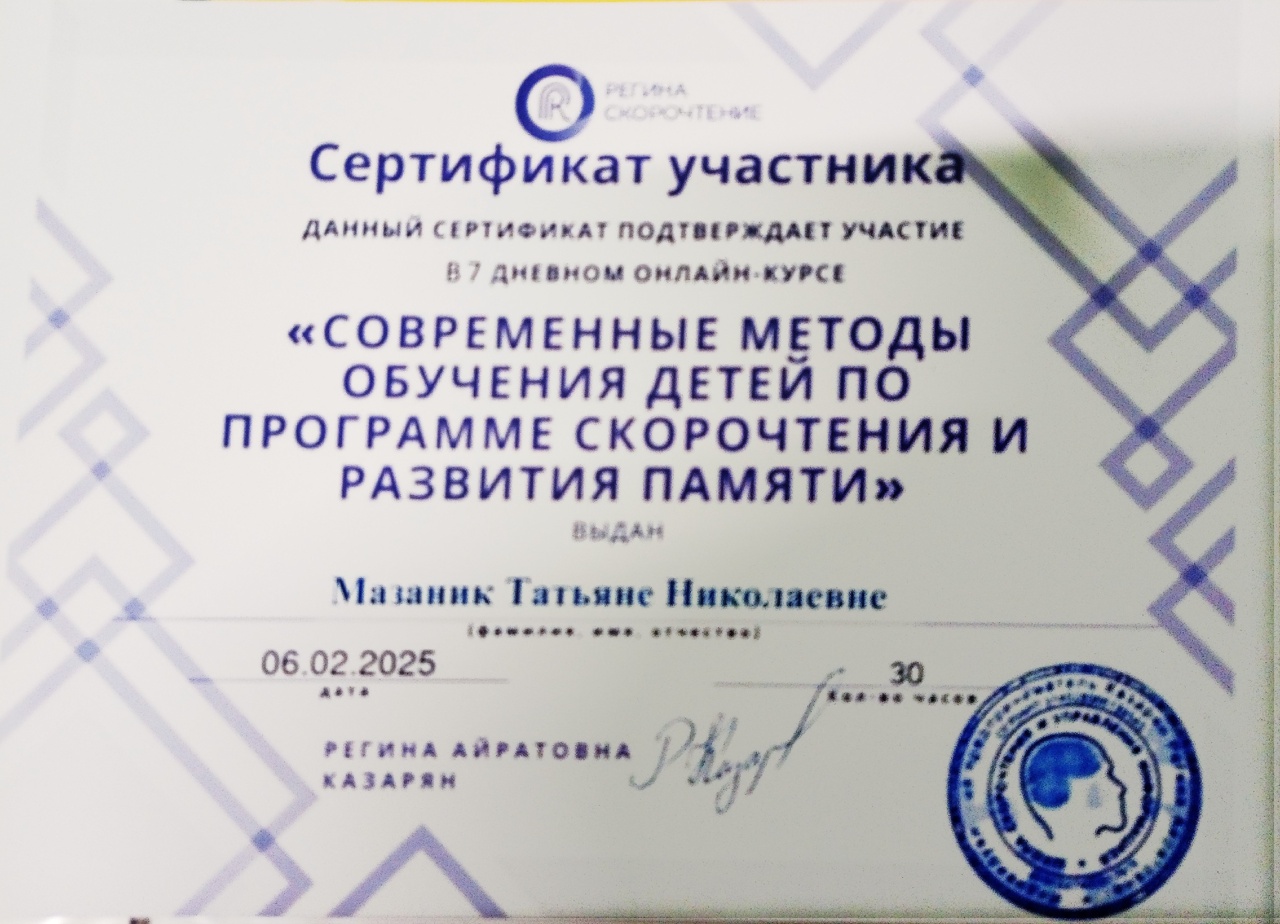 РЕГИНА
СКОРОЧТЕНИЕ
Сертификат участника
ДАННЫЙ СЕРТИФИКАТ ПОДТВЕРЖДАЕТ УЧАСТИЕ
В 7 ДНЕВНОМ ОНЛАЙН-КУРСЕ
«СОВРЕМЕННЫЕ МЕТОДЫ
ОБУЧЕНИЯ ДЕТЕЙ ПО
ПРОГРАММЕ СКОРОЧТЕНИЯ И
РАЗВИТИЯ ПАМЯТИ»
ВЫДАН
Мазаник Татьяне Николаевне
(фамилия, имя, отчество)
06.02.2025
дата
30
Кол-во часов
РЕГИНА АЙРАТОВНА
КАЗАРЯН